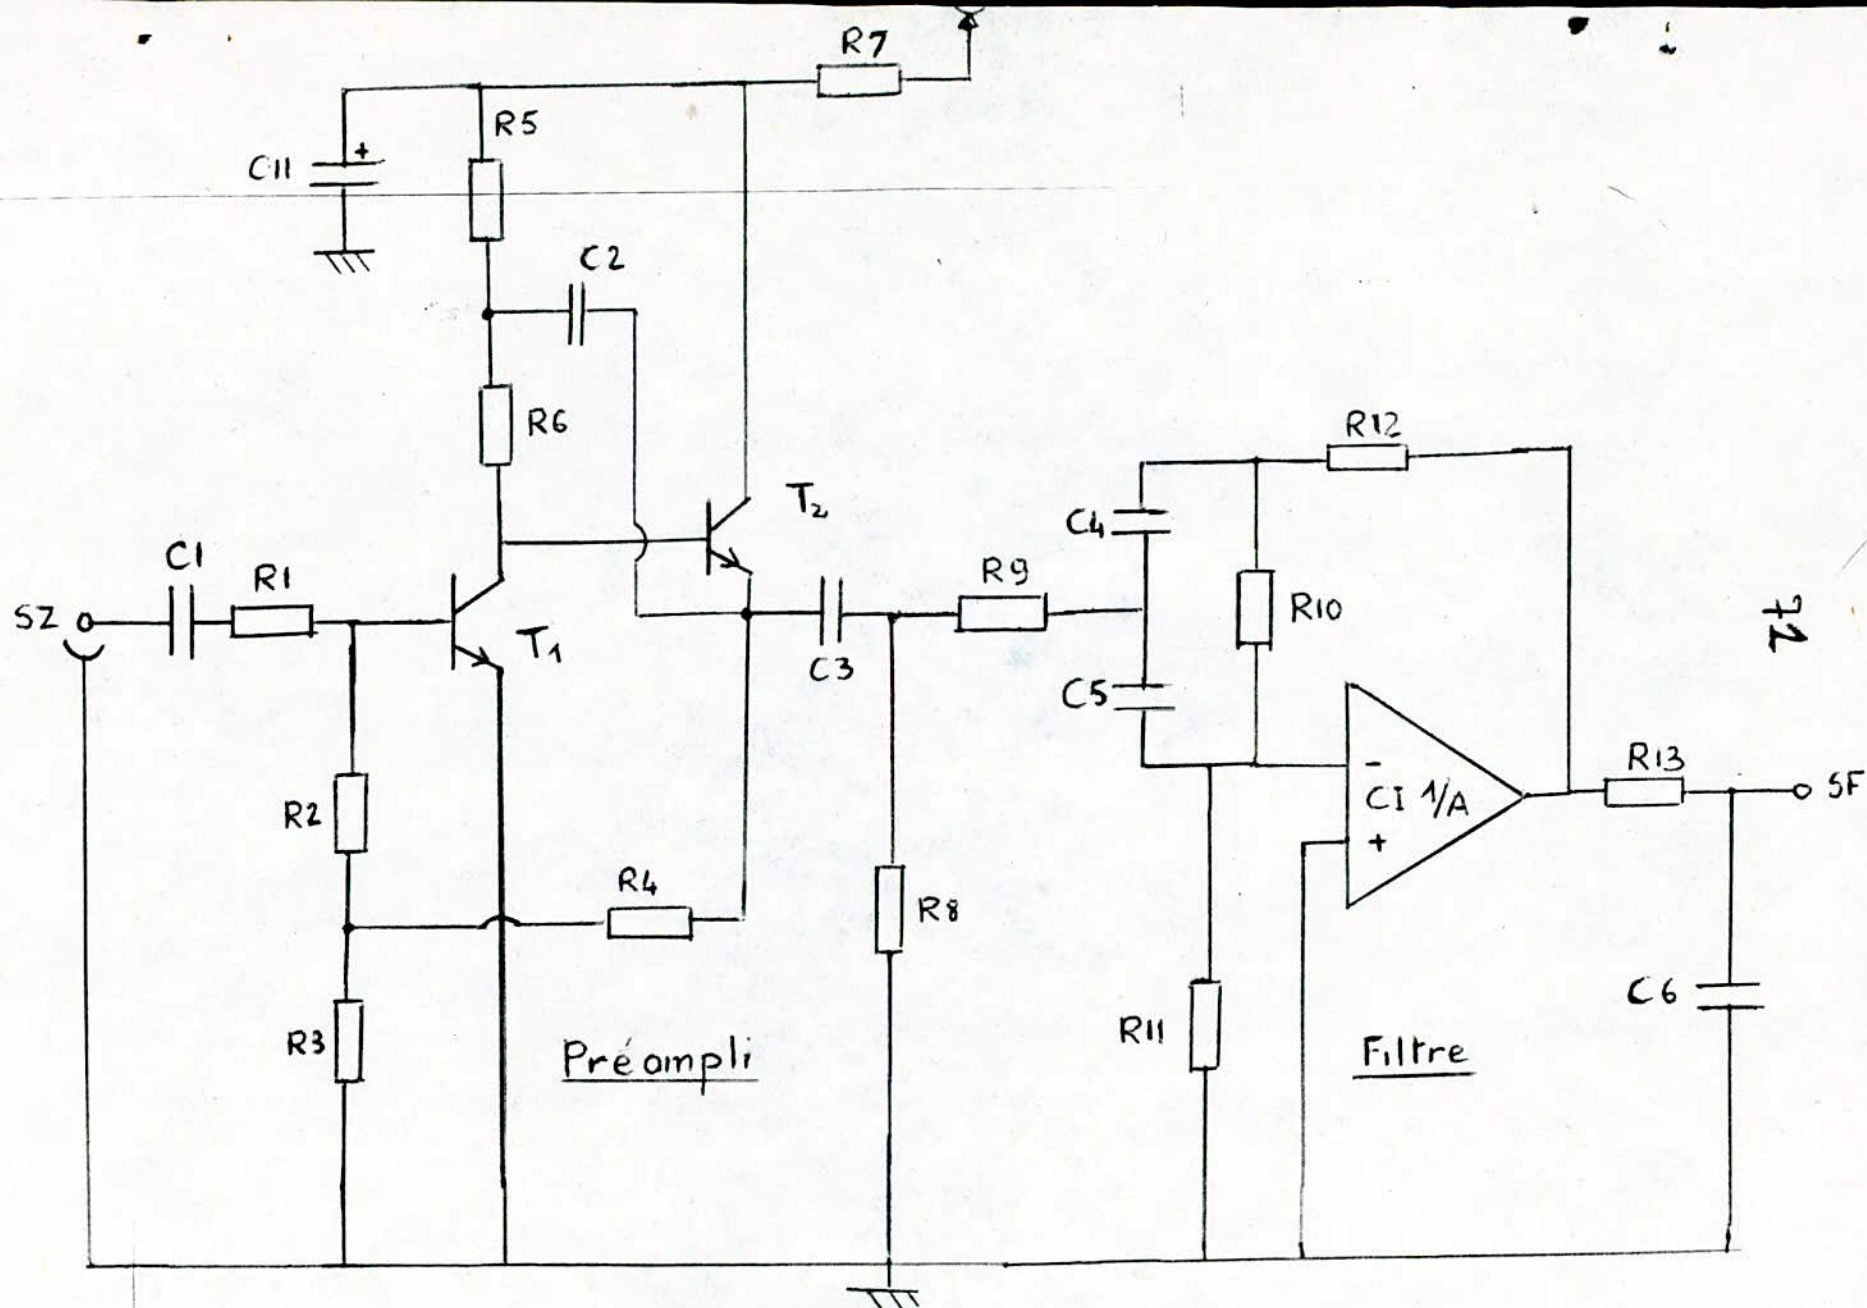 R7
R5
C11
+
C2
R6
R12
T2
C4
C1
R1
R9
R10
SZ
T1
C3
C5
-
R13
SF
CI 1/A
R2
+
R4
R8
C6
R3
Préampli
R11
Filtre